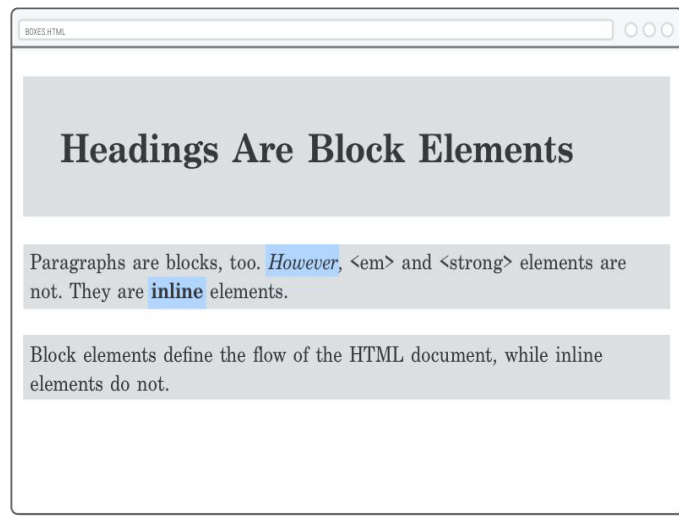 BOXES.HTML
Headings Are Block Elements
Paragraphs are blocks, too. However, <em> and <strong> elements are
not. They are inline elements.
Block elements define the flow of the HTML document, while inline
elements do not.